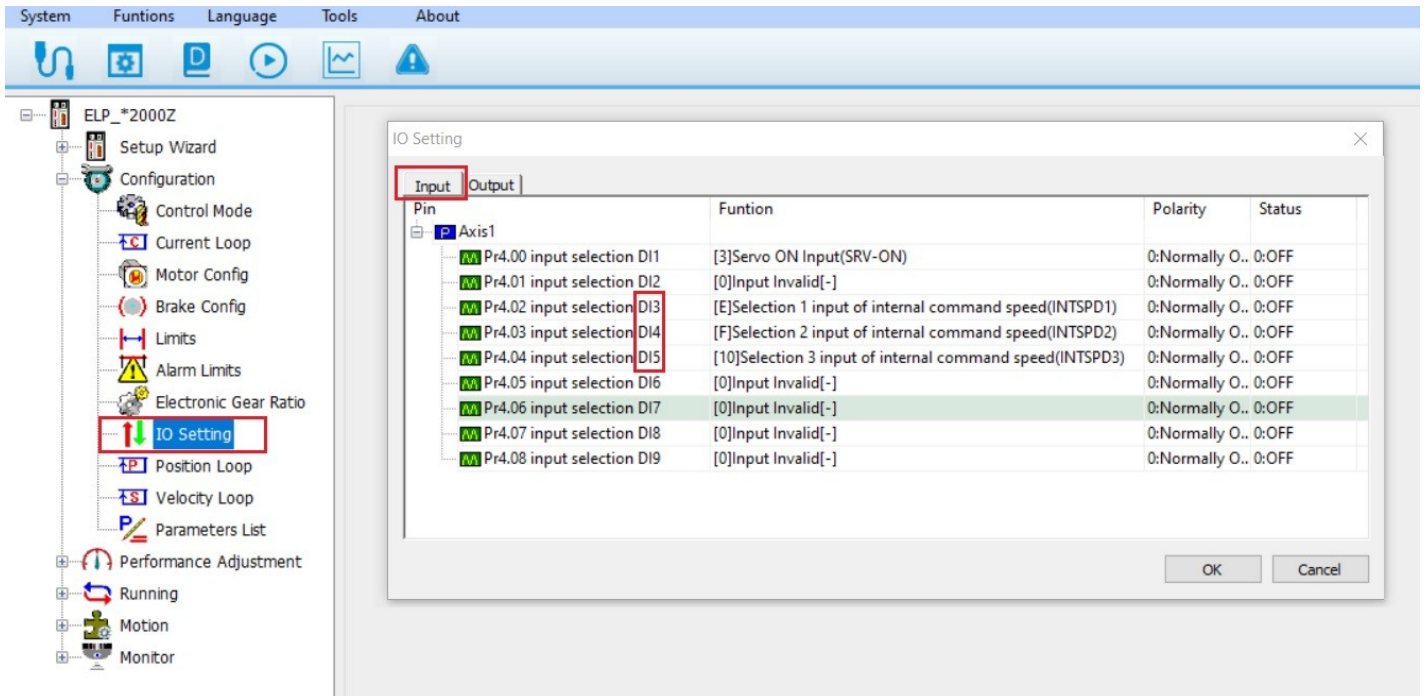 System Funtions Language Tools About
ELP_*2000Z
Setup Wizard
Configuration
Control Mode
Current Loop
Motor Config
Brake Config
Limits
Alarm Limits
Electronic Gear Ratio
IO Setting
Position Loop
Velocity Loop
Parameters List
Performance Adjustment
Running
Motion
Monitor
IO Setting
Input Output
Pin Funtion Polarity Status
Axis1
Pr4.00 input selection DI1 [3]Servo ON Input(SRV-ON) 0:Normally O.. 0:OFF
Pr4.01 input selection DI2 [0]Input Invalid[-] 0:Normally O.. 0:OFF
Pr4.02 input selection DI3 [E]Selection 1 input of internal command speed(INTSPD1) 0:Normally O.. 0:OFF
Pr4.03 input selection DI4 [F]Selection 2 input of internal command speed(INTSPD2) 0:Normally O.. 0:OFF
Pr4.04 input selection DI5 [10]Selection 3 input of internal command speed(INTSPD3) 0:Normally O.. 0:OFF
Pr4.05 input selection DI6 [0]Input Invalid[-] 0:Normally O.. 0:OFF
Pr4.06 input selection DI7 [0]Input Invalid[-] 0:Normally O.. 0:OFF
Pr4.07 input selection DI8 [0]Input Invalid[-] 0:Normally O.. 0:OFF
Pr4.08 input selection DI9 [0]Input Invalid[-] 0:Normally O.. 0:OFF
OK Cancel